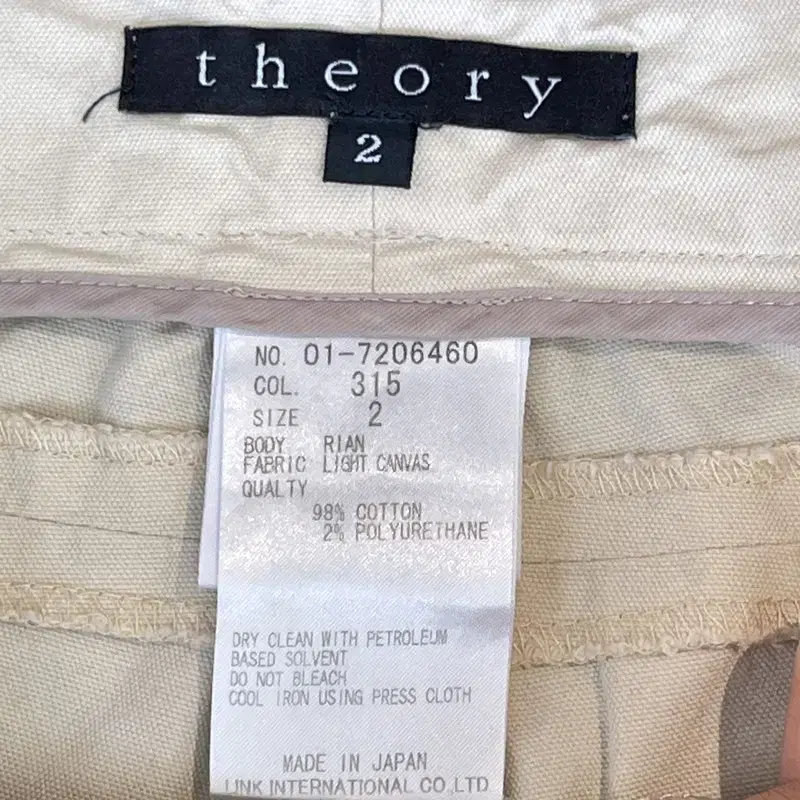 theory
2
NO. 01-7206460
COL. 315
SIZE 2
BODY RIAN
FABRIC LIGHT CANVAS
QUALTY
98% COTTON
2% POLYURETHANE
DRY CLEAN WITH PETROLEUM
BASED SOLVENT
DO NOT BLEACH
COOL IRON USING PRESS CLOTH
MADE IN JAPAN
LINK INTERNATIONAL CO.,LTD